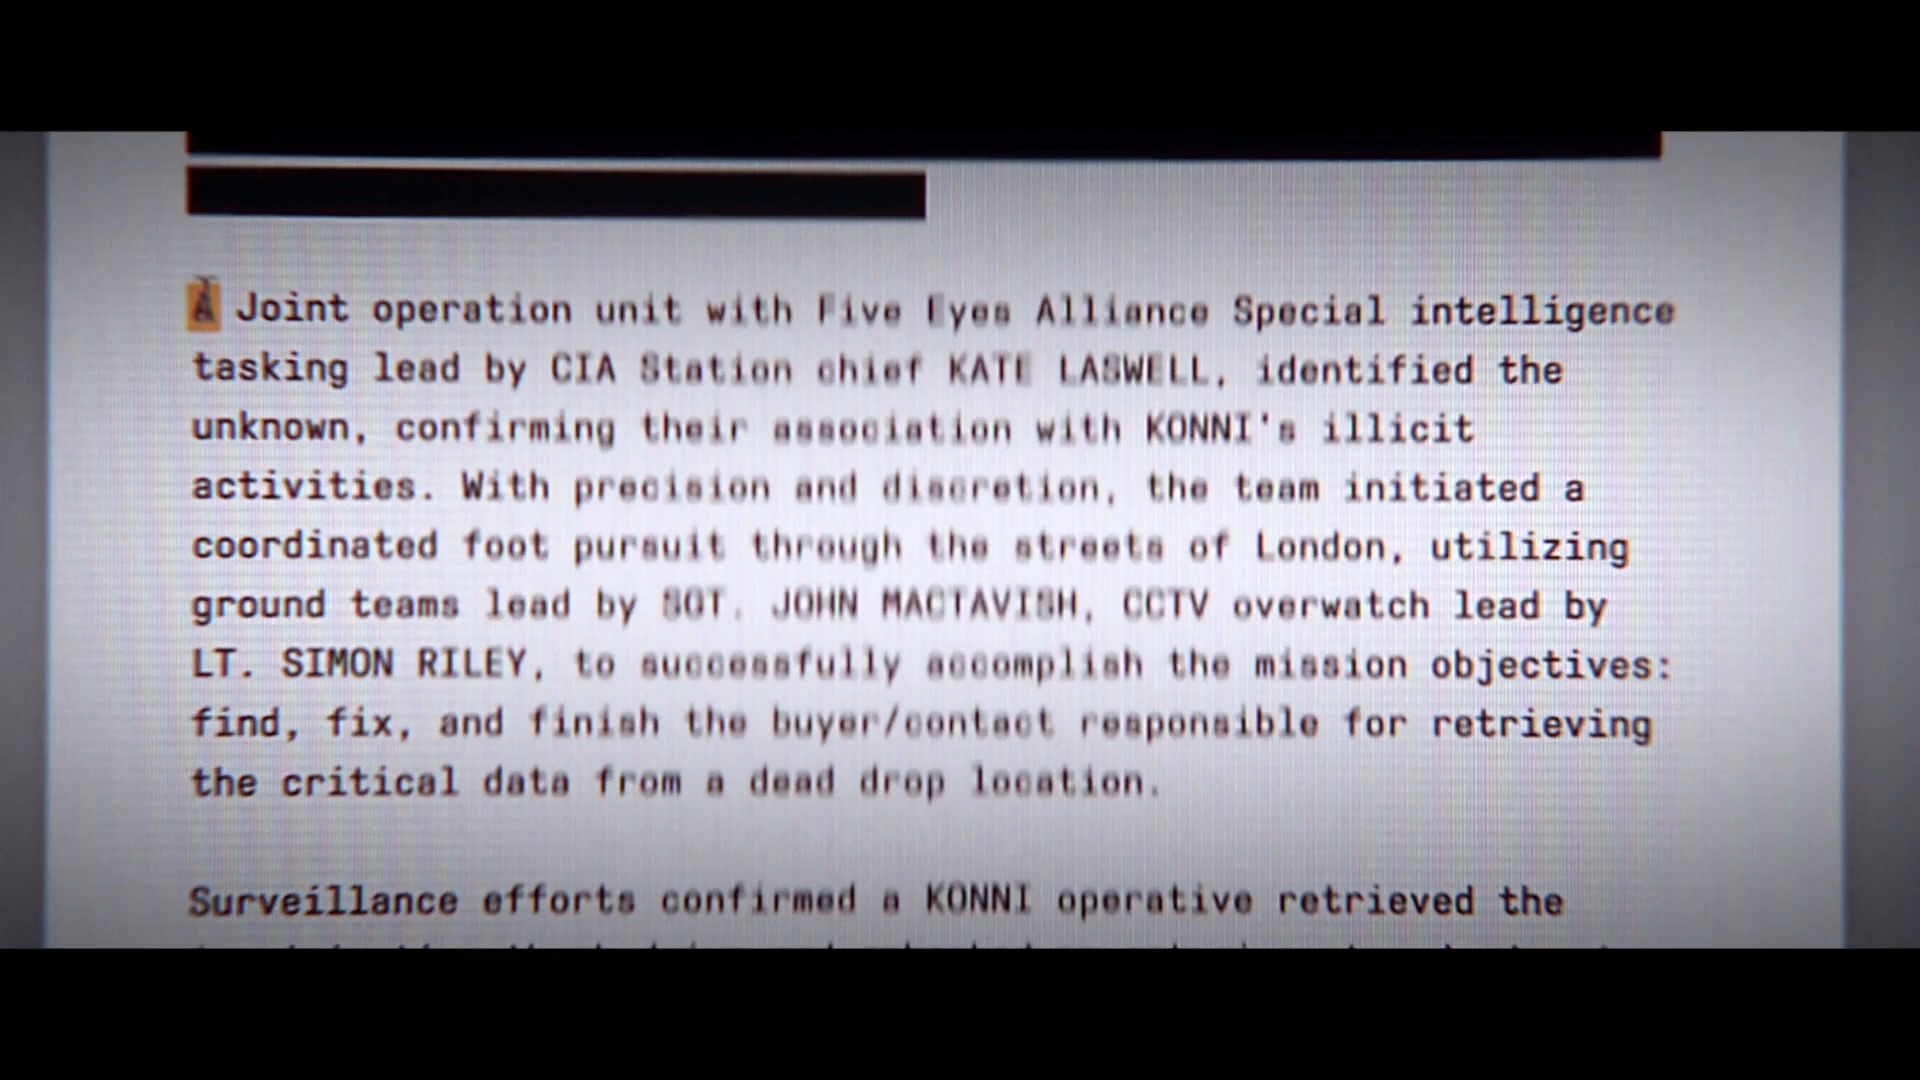 A Joint operation unit with Five Eyes Alliance Special intelligence
tasking lead by CIA Station chief KATE LASWELL, identified the
unknown, confirming their association with KONNI's illicit
activities. With precision and discretion, the team initiated a
coordinated foot pursuit through the streets of London, utilizing
ground teams lead by SGT. JOHN MACTAVISH, CCTV overwatch lead by
LT. SIMON RILEY, to successfully accomplish the mission objectives:
find, fix, and finish the buyer/contact responsible for retrieving
the critical data from a dead drop location.
Surveillance efforts confirmed a KONNI operative retrieved the